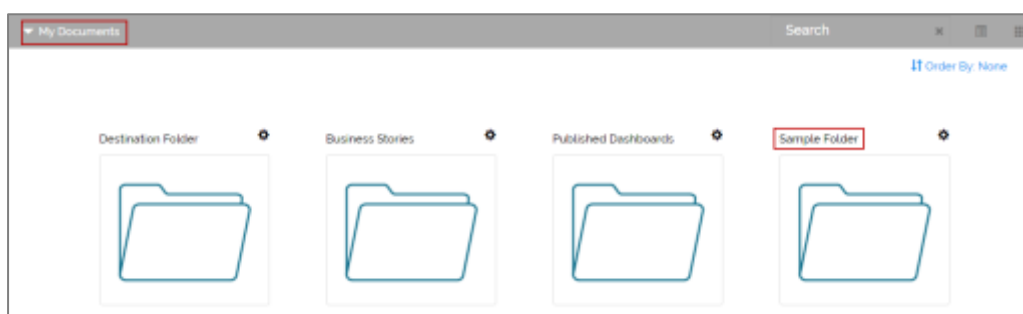 My Documents Search
Order By: None
Destination Folder Business Stories Published Dashboards Sample Folder